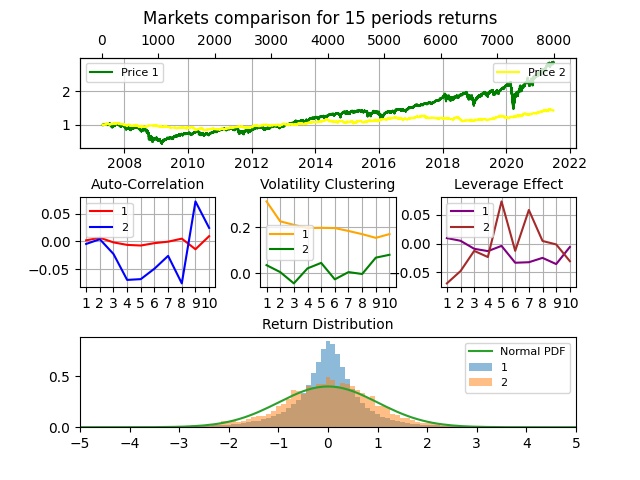 Markets comparison for 15 periods returns
0 1000 2000 3000 4000 5000 6000 7000 8000
Price 1
Price 2
2
1
2008 2010 2012 2014 2016 2018 2020 2022
Auto-Correlation
Volatility Clustering
Leverage Effect
0.05
0.00
−0.05
1
2
1 2 3 4 5 6 7 8 9 10
0.2
0.0
1
2
1 2 3 4 5 6 7 8 9 10
0.05
0.00
−0.05
1
2
1 2 3 4 5 6 7 8 9 10
Return Distribution
0.5
0.0
Normal PDF
1
2
−5 −4 −3 −2 −1 0 1 2 3 4 5